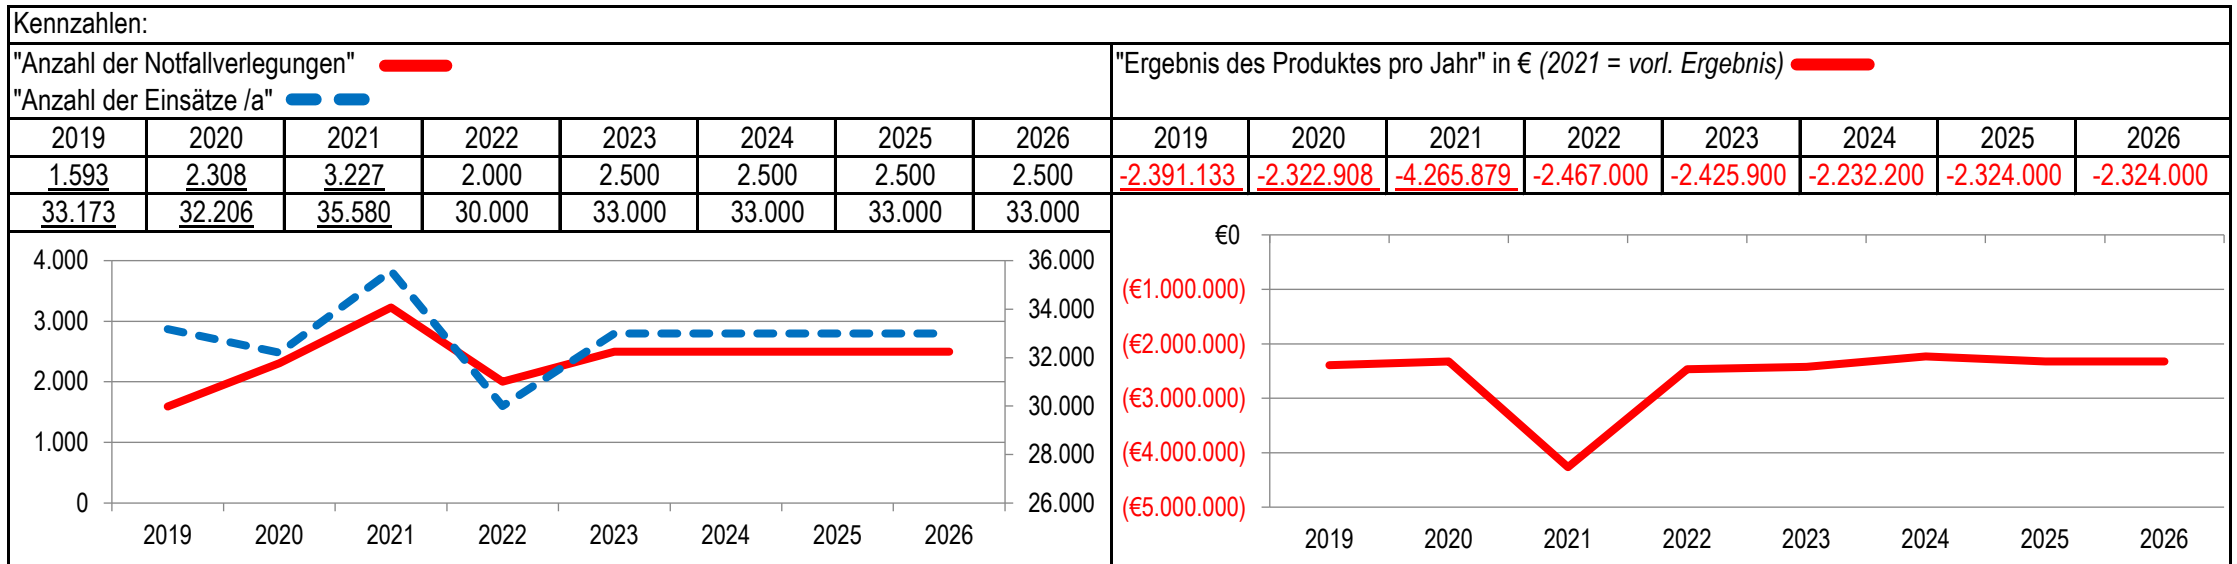 Kennzahlen:
"Anzahl der Notfallverlegungen"
"Anzahl der Einsätze /a"
2019 2020 2021 2022 2023 2024 2025 2026
1.593 2.308 3.227 2.000 2.500 2.500 2.500 2.500
33.173 32.206 35.580 30.000 33.000 33.000 33.000 33.000
4.000
3.000
2.000
1.000
0
36.000
34.000
32.000
30.000
28.000
26.000
2019 2020 2021 2022 2023 2024 2025 2026
"Ergebnis des Produktes pro Jahr" in € (2021 = vorl. Ergebnis)
2019 2020 2021 2022 2023 2024 2025 2026
-2.391.133 -2.322.908 -4.265.879 -2.467.000 -2.425.900 -2.232.200 -2.324.000 -2.324.000
€0
(€1.000.000)
(€2.000.000)
(€3.000.000)
(€4.000.000)
(€5.000.000)
2019 2020 2021 2022 2023 2024 2025 2026